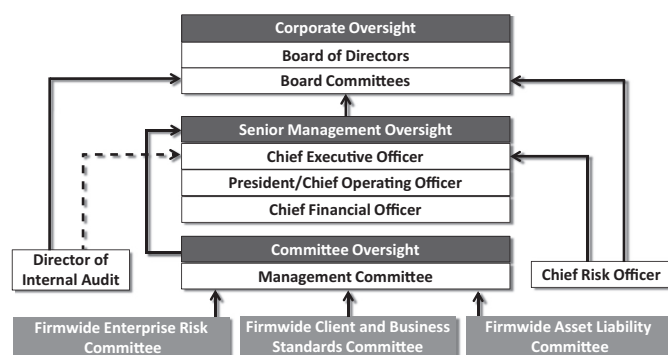 Corporate Oversight
Board of Directors
Board Committees
Senior Management Oversight
Chief Executive Officer
President/Chief Operating Officer
Chief Financial Officer
Committee Oversight
Management Committee
Director of
Internal Audit
Chief Risk Officer
Firmwide Enterprise Risk
Committee
Firmwide Client and Business
Standards Committee
Firmwide Asset Liability
Committee